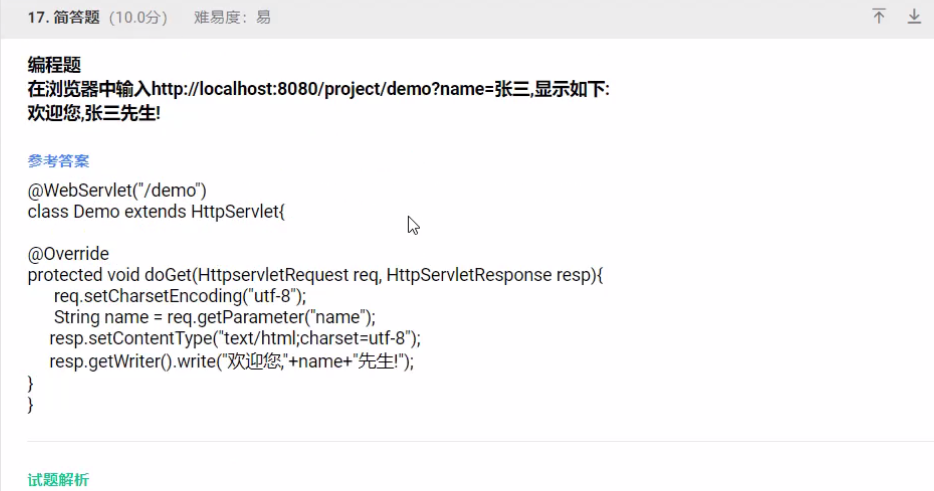 17. 简答题 (10.0分) 难易度：易
编程题
在浏览器中输入http://localhost:8080/project/demo?name=张三,显示如下:
欢迎您,张三先生!
参考答案
@WebServlet("/demo")
class Demo extends HttpServlet{
@Override
protected void doGet(HttpservletRequest req, HttpServletResponse resp){
req.setCharsetEncoding("utf-8");
String name = req.getParameter("name");
resp.setContentType("text/html;charset=utf-8");
resp.getWriter().write("欢迎您,"+name+"先生!");
}
}
试题解析